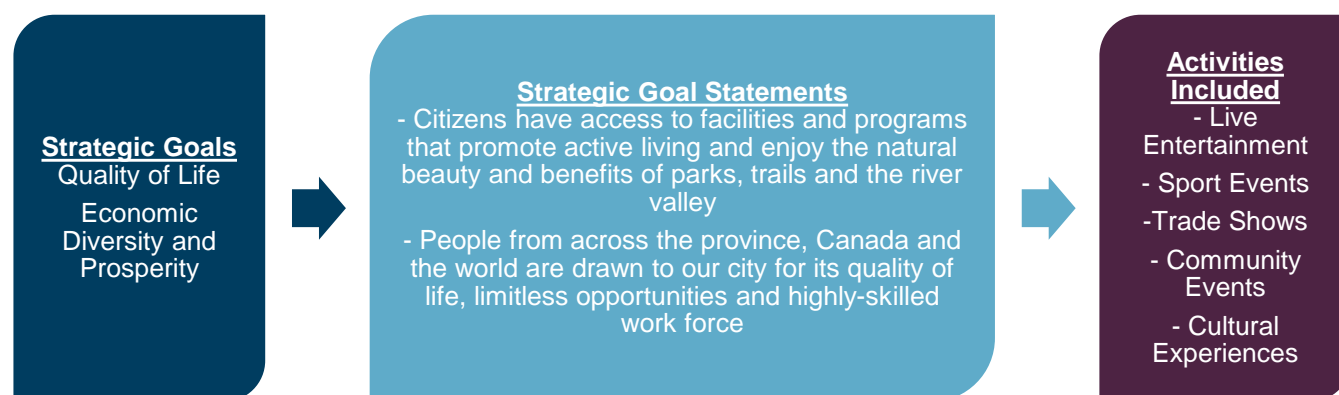 Strategic Goals
Quality of Life
Economic
Diversity and
Prosperity
Strategic Goal Statements
- Citizens have access to facilities and programs
that promote active living and enjoy the natural
beauty and benefits of parks, trails and the river
valley
- People from across the province, Canada and
the world are drawn to our city for its quality of
life, limitless opportunities and highly-skilled
work force
Activities
Included
- Live
Entertainment
- Sport Events
-Trade Shows
- Community
Events
- Cultural
Experiences